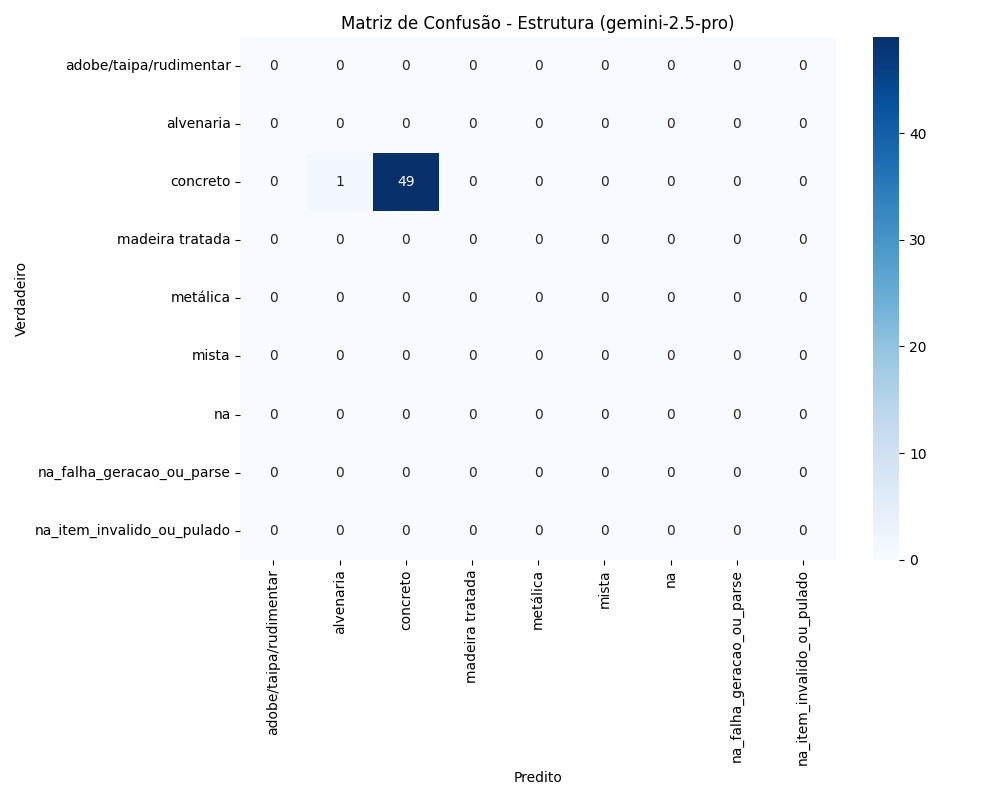 Matriz de Confusão - Estrutura (gemini-2.5-pro)
adobe/taipa/rudimentar 0 0 0 0 0 0 0 0 0
alvenaria 0 0 0 0 0 0 0 0 0
concreto 0 1 49 0 0 0 0 0 0
madeira tratada 0 0 0 0 0 0 0 0 0
metálica 0 0 0 0 0 0 0 0 0
mista 0 0 0 0 0 0 0 0 0
na 0 0 0 0 0 0 0 0 0
na_falha_geracao_ou_parse 0 0 0 0 0 0 0 0 0
na_item_invalido_ou_pulado 0 0 0 0 0 0 0 0 0
Verdadeiro
adobe/taipa/rudimentar
alvenaria
concreto
madeira tratada
metálica
mista
na
na_falha_geracao_ou_parse
na_item_invalido_ou_pulado
Predito
40
30
20
10
0